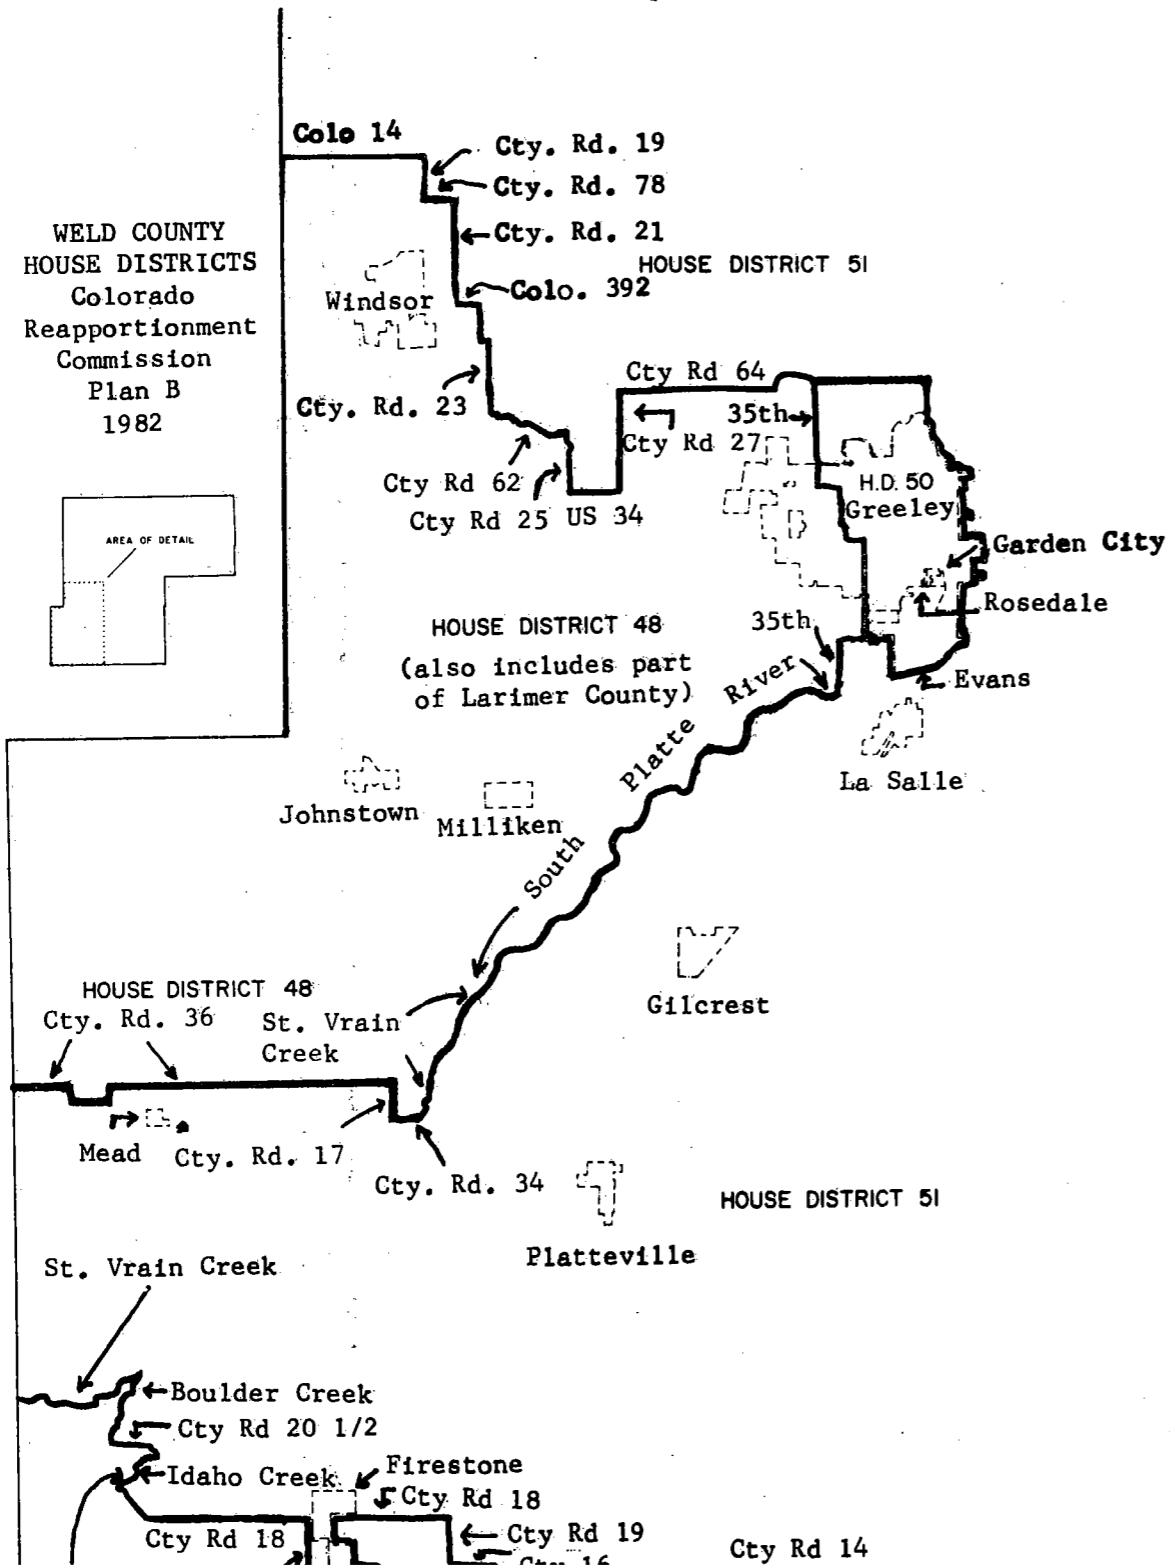 Colo 14
Cty. Rd. 19
Cty. Rd. 78
Cty. Rd. 21
HOUSE DISTRICT 51
Colo. 392
WELD COUNTY
HOUSE DISTRICTS
Colorado
Reapportionment
Commission
Plan B
1982
Windsor
Cty. Rd. 23
Cty Rd 64
35th
Cty Rd 27
Cty Rd 62
Cty Rd 25
US 34
H.D. 50
Greeley
AREA OF DETAIL
Garden City
Rosedale
HOUSE DISTRICT 48
(also includes part
of Larimer County)
35th
Evans
South Platte River
La Salle
Johnstown
Milliken
Gilcrest
HOUSE DISTRICT 48
Cty. Rd. 36
St. Vrain
Creek
Mead
Cty. Rd. 17
Cty. Rd. 34
HOUSE DISTRICT 51
Platteville
St. Vrain Creek
Boulder Creek
Cty Rd 20 1/2
Idaho Creek
Firestone
Cty Rd 18
Cty Rd 18
Cty Rd 19
Cty 16
Cty Rd 14